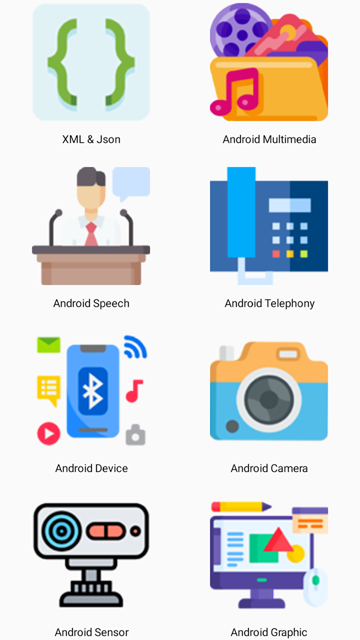 XML & Json
Android Multimedia
Android Speech
Android Telephony
Android Device
Android Camera
Android Sensor
Android Graphic